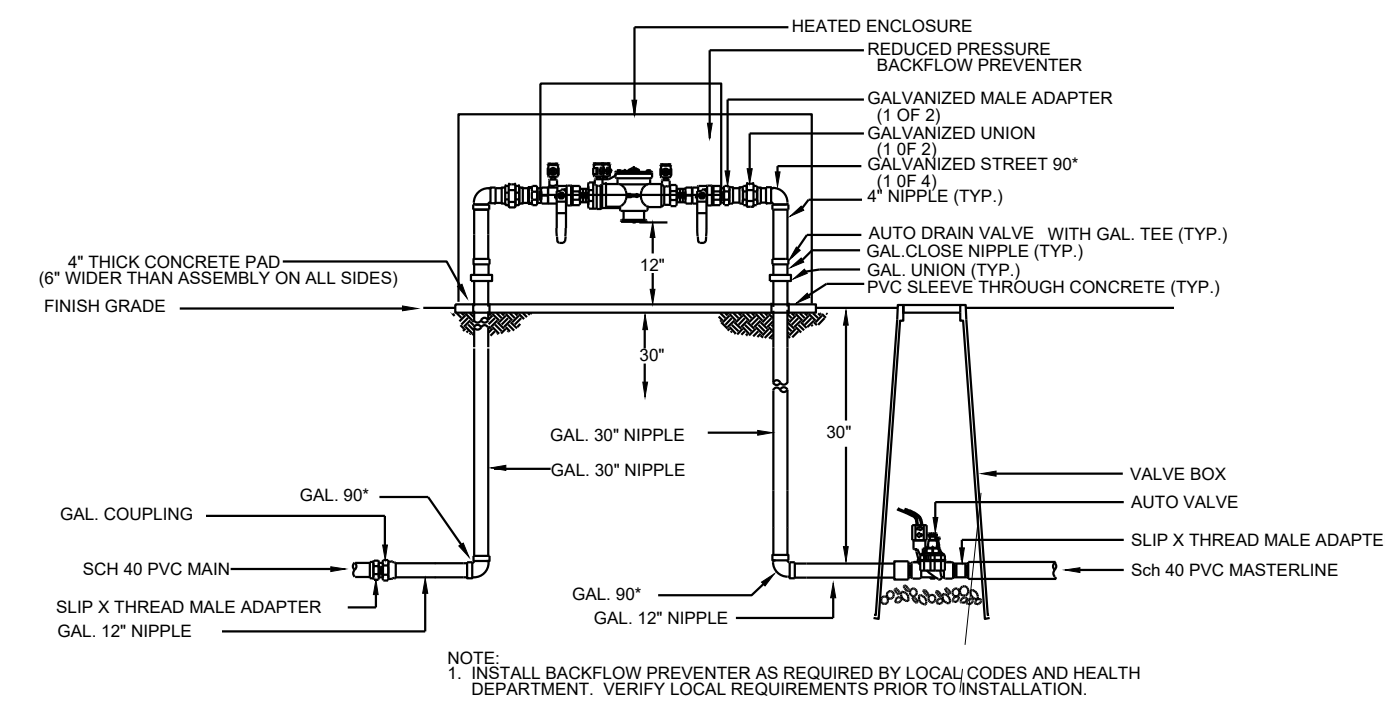 HEATED ENCLOSURE
REDUCED PRESSURE
BACKFLOW PREVENTER
GALVANIZED MALE ADAPTER
(1 OF 2)
GALVANIZED UNION
(1 0F 2)
GALVANIZED STREET 90*
(1 0F 4)
4" NIPPLE (TYP.)
AUTO DRAIN VALVE WITH GAL. TEE (TYP.)
GAL.CLOSE NIPPLE (TYP.)
GAL. UNION (TYP.)
PVC SLEEVE THROUGH CONCRETE (TYP.)
4" THICK CONCRETE PAD
(6" WIDER THAN ASSEMBLY ON ALL SIDES)
FINISH GRADE
12"
30"
30"
GAL. 30" NIPPLE
GAL. 30" NIPPLE
GAL. 90*
GAL. COUPLING
SCH 40 PVC MAIN
SLIP X THREAD MALE ADAPTER
GAL. 12" NIPPLE
GAL. 90*
GAL. 12" NIPPLE
VALVE BOX
AUTO VALVE
SLIP X THREAD MALE ADAPTE
Sch 40 PVC MASTERLINE
NOTE:
1. INSTALL BACKFLOW PREVENTER AS REQUIRED BY LOCAL CODES AND HEALTH
DEPARTMENT. VERIFY LOCAL REQUIREMENTS PRIOR TO INSTALLATION.